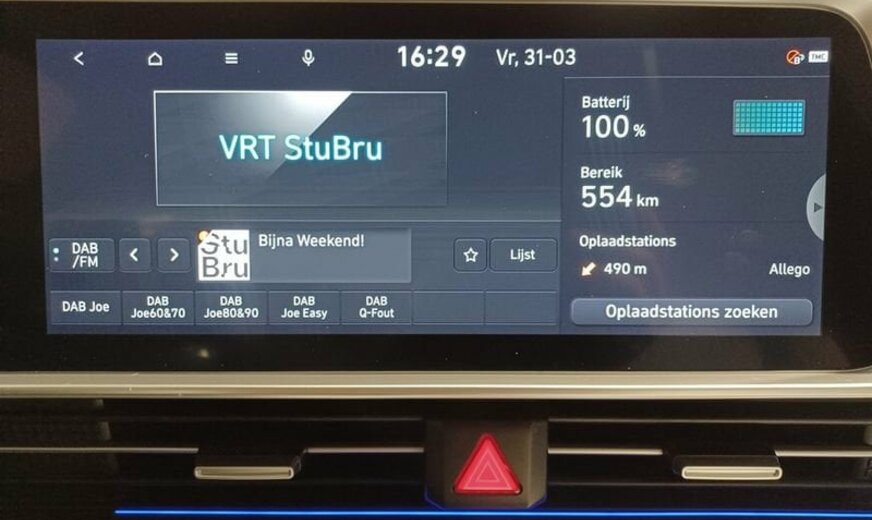 16:29
Vr, 31-03
TMC
VRT StuBru
Batterij
100 %
Bereik
554 km
DAB
/FM
Stu
Bru
Bijna Weekend!
Lijst
Oplaadstations
490 m
Allego
DAB Joe
DAB
Joe60&70
DAB
Joe80&90
DAB
Joe Easy
DAB
Q-Fout
Oplaadstations zoeken